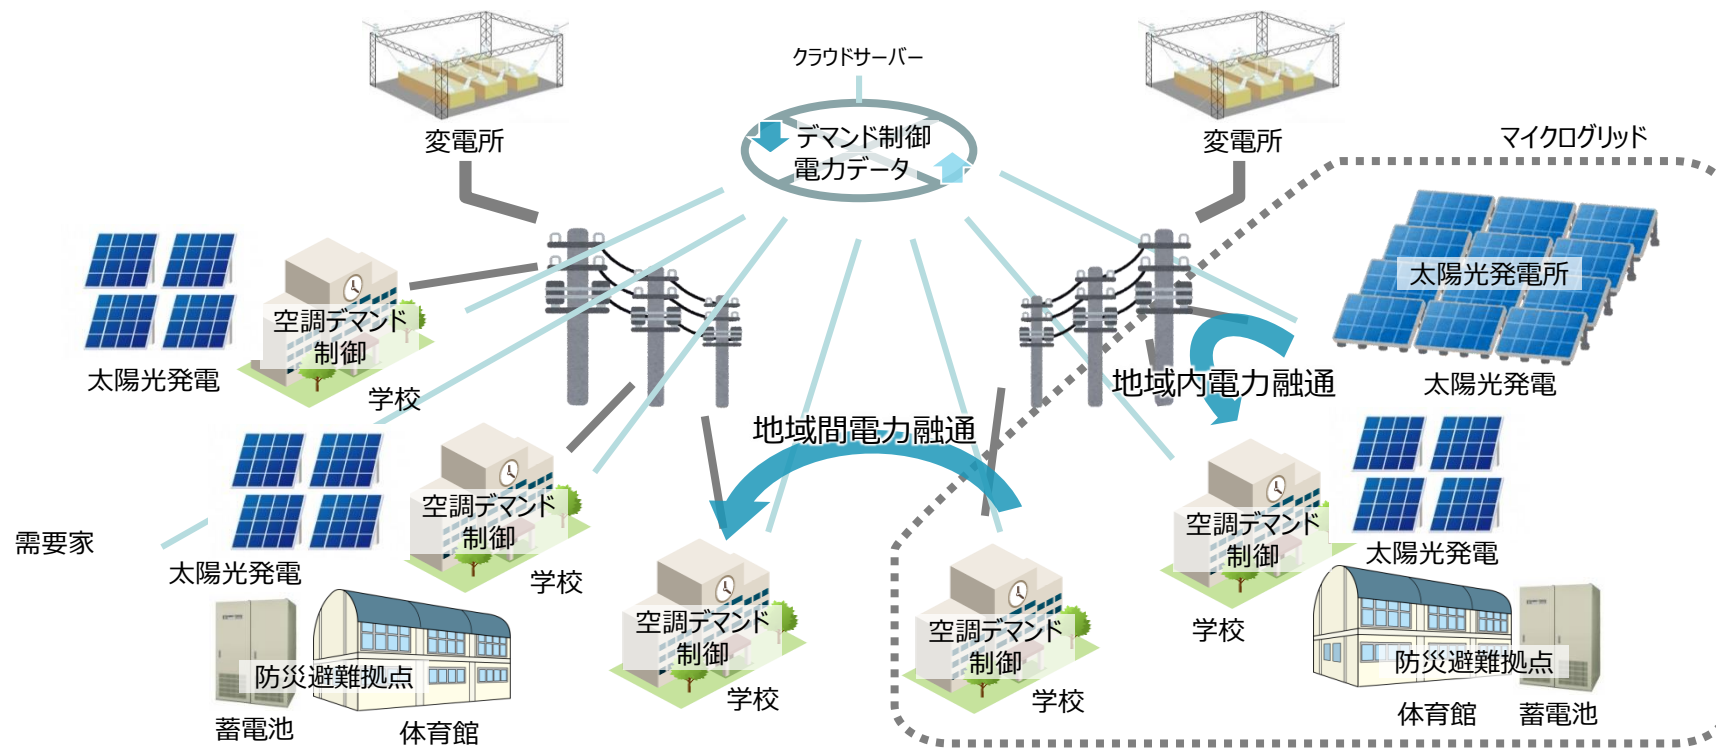 クラウドサーバー
変電所
デマンド制御
電力データ
変電所
マイクログリッド
太陽光発電所
空調デマンド
制御
太陽光発電
学校
地域内電力融通
太陽光発電
地域間電力融通
空調デマンド
制御
空調デマンド
制御
需要家
太陽光発電
学校
太陽光発電
空調デマンド
制御
空調デマンド
制御
学校
防災避難拠点
防災避難拠点
学校
学校
蓄電池
体育館
体育館
蓄電池